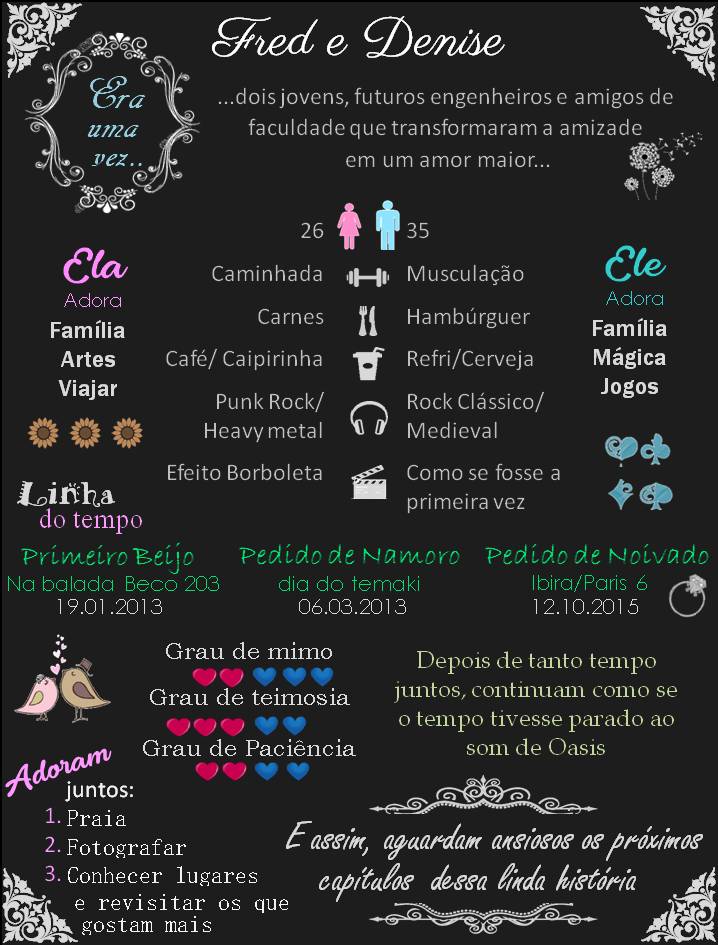 Fred e Denise
Era
uma
vez..
...dois jovens, futuros engenheiros e amigos de
faculdade que transformaram a amizade
em um amor maior...
26 35
Ela
Adora
Família
Artes
Viajar
Caminhada Musculação
Carnes Hambúrguer
Café/ Caipirinha Refri/Cerveja
Punk Rock/ Rock Clássico/
Heavy metal Medieval
Efeito Borboleta Como se fosse a
primeira vez
Ele
Adora
Família
Mágica
Jogos
Linha
do tempo
Primeiro Beijo
Na balada Beco 203
19.01.2013
Pedido de Namoro
dia do temaki
06.03.2013
Pedido de Noivado
Ibira/Paris 6
12.10.2015
Grau de mimo
Grau de teimosia
Grau de Paciência
Depois de tanto tempo
juntos, continuam como se
o tempo tivesse parado ao
som de Oasis
Adoram
juntos:
1. Praia
2. Fotografar
3. Conhecer lugares
e revisitar os que
gostam mais
E assim, aguardam ansiosos os próximos
capítulos dessa linda história